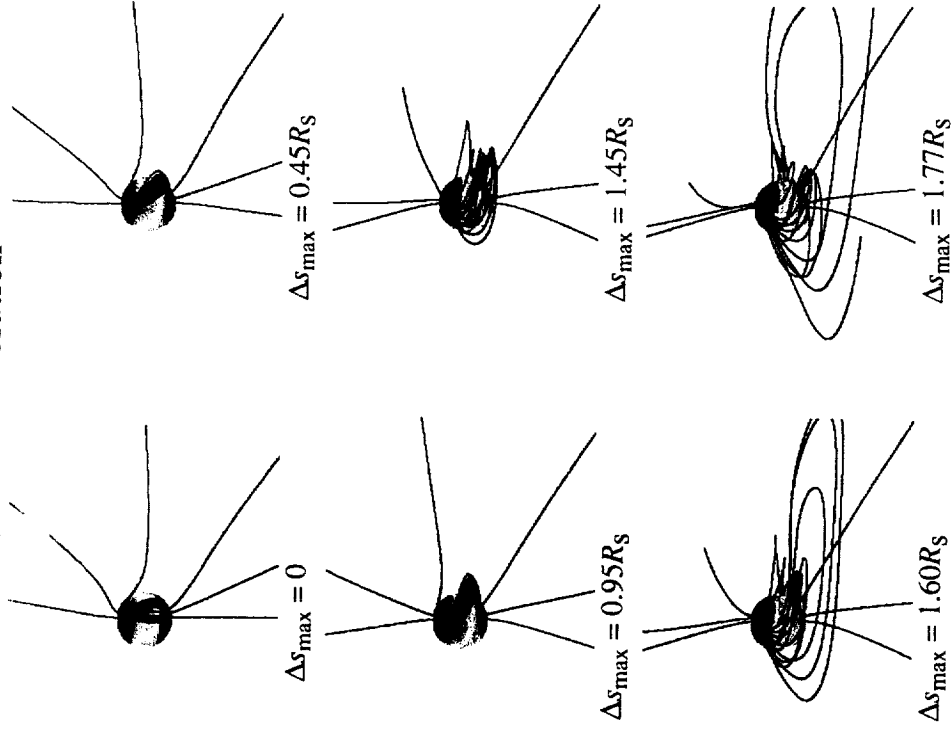 Δs_max = 0
Δs_max = 0.45R_S
Δs_max = 0.95R_S
Δs_max = 1.45R_S
Δs_max = 1.60R_S
Δs_max = 1.77R_S